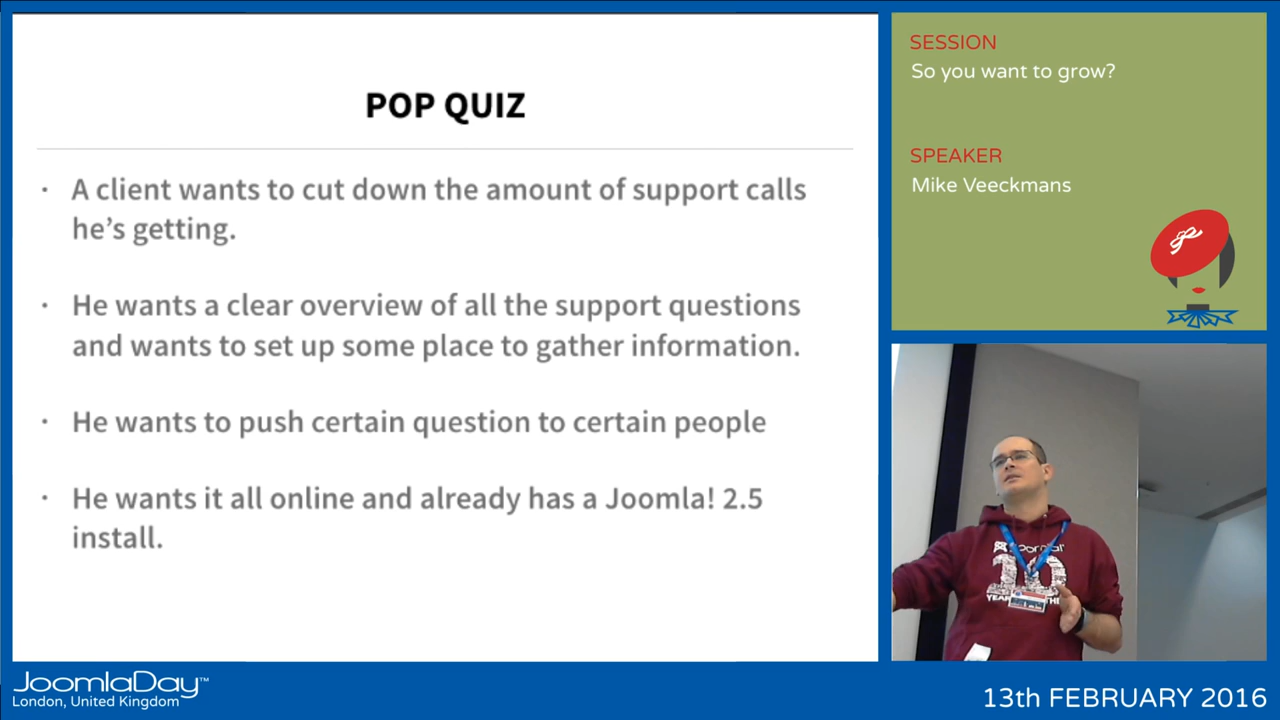 POP QUIZ
· A client wants to cut down the amount of support calls
he’s getting.
· He wants a clear overview of all the support questions
and wants to set up some place to gather information.
· He wants to push certain question to certain people
· He wants it all online and already has a Joomla! 2.5
install.
SESSION
So you want to grow?
SPEAKER
Mike Veeckmans
10
YEAR
THE
JoomlaDay™
London, United Kingdom
13th FEBRUARY 2016